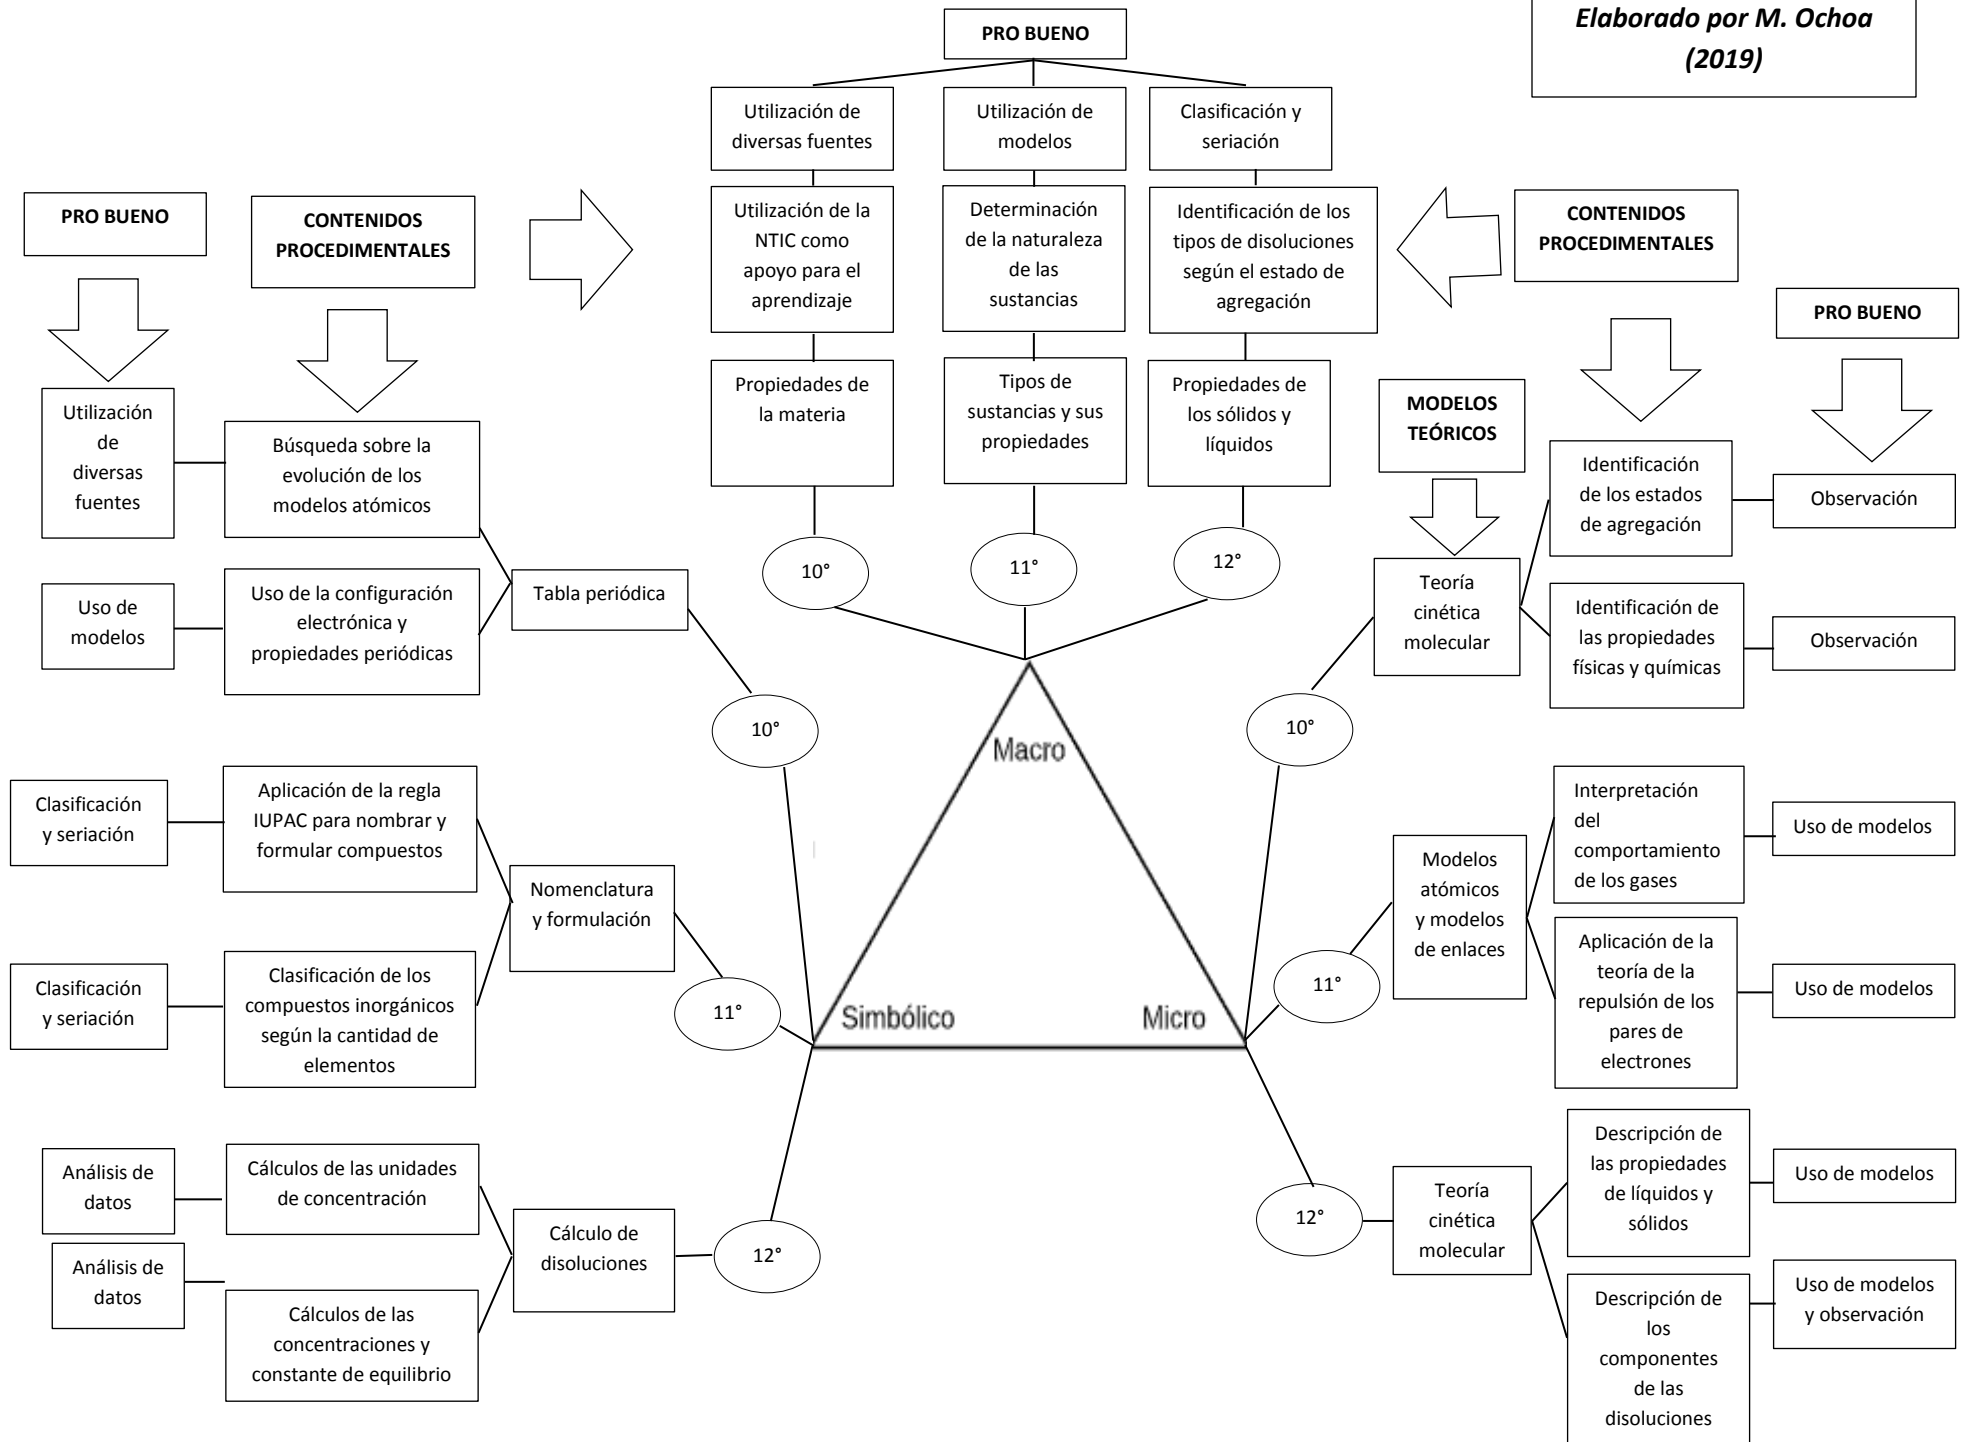 Elaborado por M. Ochoa
(2019)
PRO BUENO
Utilización de
diversas fuentes
Utilización de
modelos
Clasificación y
seriación
Utilización de la
NTIC como
apoyo para el
aprendizaje
Determinación
de la naturaleza
de las
sustancias
Identificación de los
tipos de disoluciones
según el estado de
agregación
Propiedades de
la materia
Tipos de
sustancias y sus
propiedades
Propiedades de
los sólidos y
líquidos
10°
11°
12°
PRO BUENO
CONTENIDOS
PROCEDIMENTALES
Utilización
de
diversas
fuentes
Búsqueda sobre la
evolución de los
modelos atómicos
Uso de
modelos
Uso de la configuración
electrónica y
propiedades periódicas
Tabla periódica
10°
Clasificación
y seriación
Aplicación de la regla
IUPAC para nombrar y
formular compuestos
Nomenclatura
y formulación
Clasificación
y seriación
Clasificación de los
compuestos inorgánicos
según la cantidad de
elementos
11°
Análisis de
datos
Cálculos de las unidades
de concentración
Análisis de
datos
Cálculos de las
concentraciones y
constante de equilibrio
Cálculo de
disoluciones
12°
Macro
Simbólico
Micro
CONTENIDOS
PROCEDIMENTALES
PRO BUENO
MODELOS
TEÓRICOS
Identificación
de los estados
de agregación
Observación
Teoría
cinética
molecular
Identificación de
las propiedades
físicas y químicas
Observación
10°
Interpretación
del
comportamiento
de los gases
Uso de modelos
Modelos
atómicos
y modelos
de enlaces
Aplicación de la
teoría de la
repulsión de los
pares de
electrones
Uso de modelos
11°
Descripción de
las propiedades
de líquidos y
sólidos
Uso de modelos
12°
Teoría
cinética
molecular
Descripción de
los
componentes
de las
disoluciones
Uso de modelos
y observación